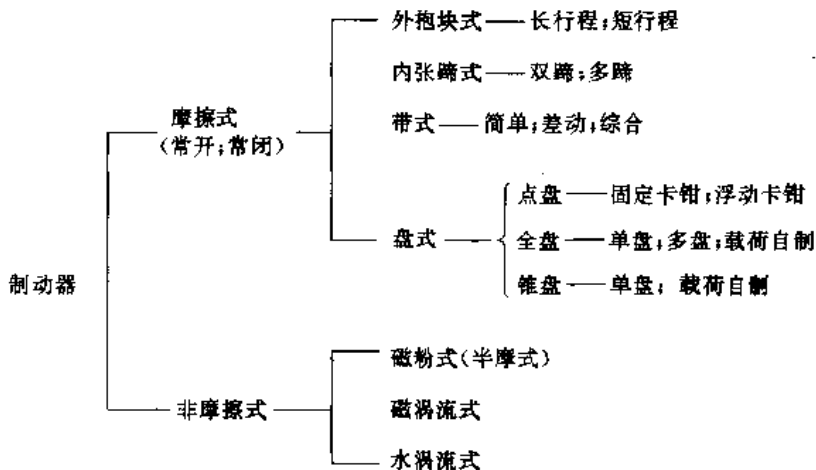 外抱块式——长行程;短行程
内张蹄式——双蹄;多蹄
摩擦式
(常开;常闭)
带式——简单;差动;综合
点盘——固定卡钳;浮动卡钳
盘式
全盘——单盘;多盘;载荷自制
锥盘——单盘;载荷自制
制动器
磁粉式(半摩式)
非摩擦式
磁涡流式
水涡流式